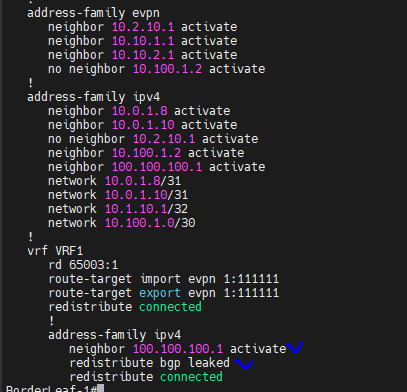 !
address-family evpn
neighbor 10.2.10.1 activate
neighbor 10.10.1.1 activate
neighbor 10.10.2.1 activate
no neighbor 10.100.1.2 activate
!
address-family ipv4
neighbor 10.0.1.8 activate
neighbor 10.0.1.10 activate
no neighbor 10.2.10.1 activate
neighbor 10.100.1.2 activate
neighbor 100.100.100.1 activate
network 10.0.1.8/31
network 10.0.1.10/31
network 10.1.10.1/32
network 10.100.1.0/30
!
vrf VRF1
rd 65003:1
route-target import evpn 1:111111
route-target export evpn 1:111111
redistribute connected
!
address-family ipv4
neighbor 100.100.100.1 activate
redistribute bgp leaked
redistribute connected
BorderLeaf-1#